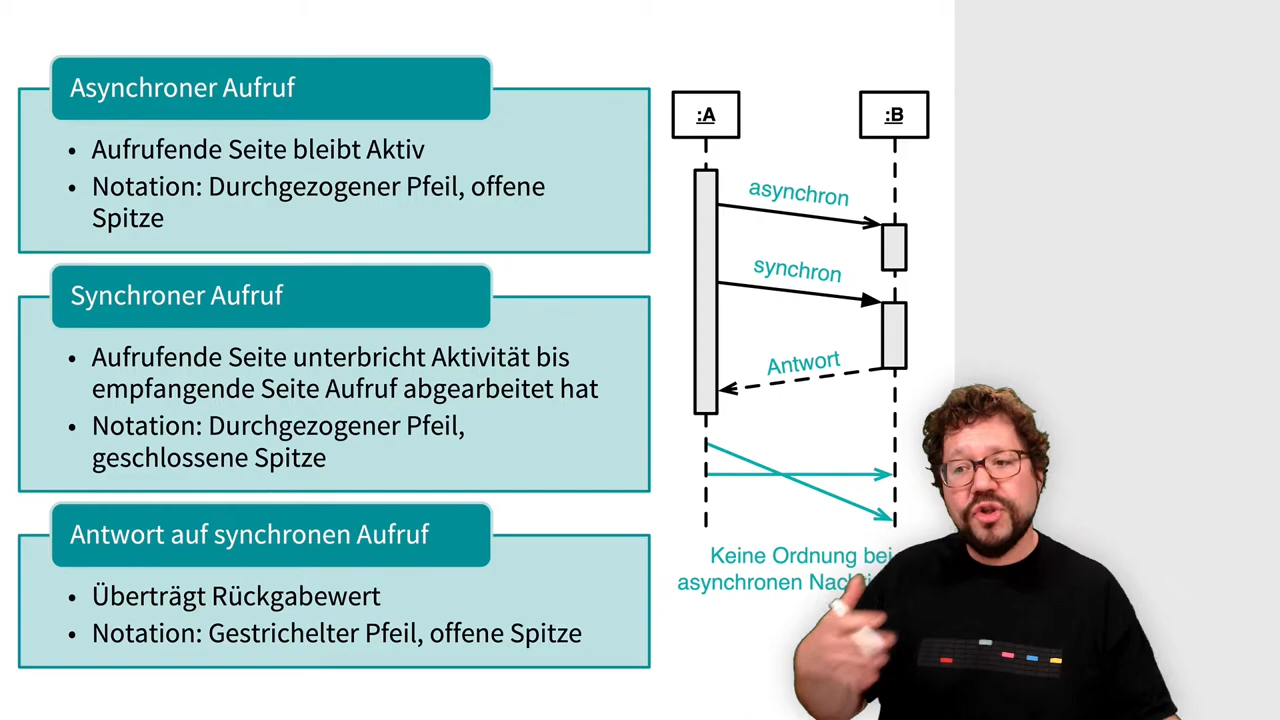 Asynchroner Aufruf
• Aufrufende Seite bleibt Aktiv
• Notation: Durchgezogener Pfeil, offene
Spitze
Synchroner Aufruf
• Aufrufende Seite unterbricht Aktivität bis
empfangende Seite Aufruf abgearbeitet hat
• Notation: Durchgezogener Pfeil,
geschlossene Spitze
Antwort auf synchronen Aufruf
• Überträgt Rückgabewert
• Notation: Gestrichelter Pfeil, offene Spitze
:A
:B
asynchron
synchron
Antwort
Keine Ordnung bei
asynchronen